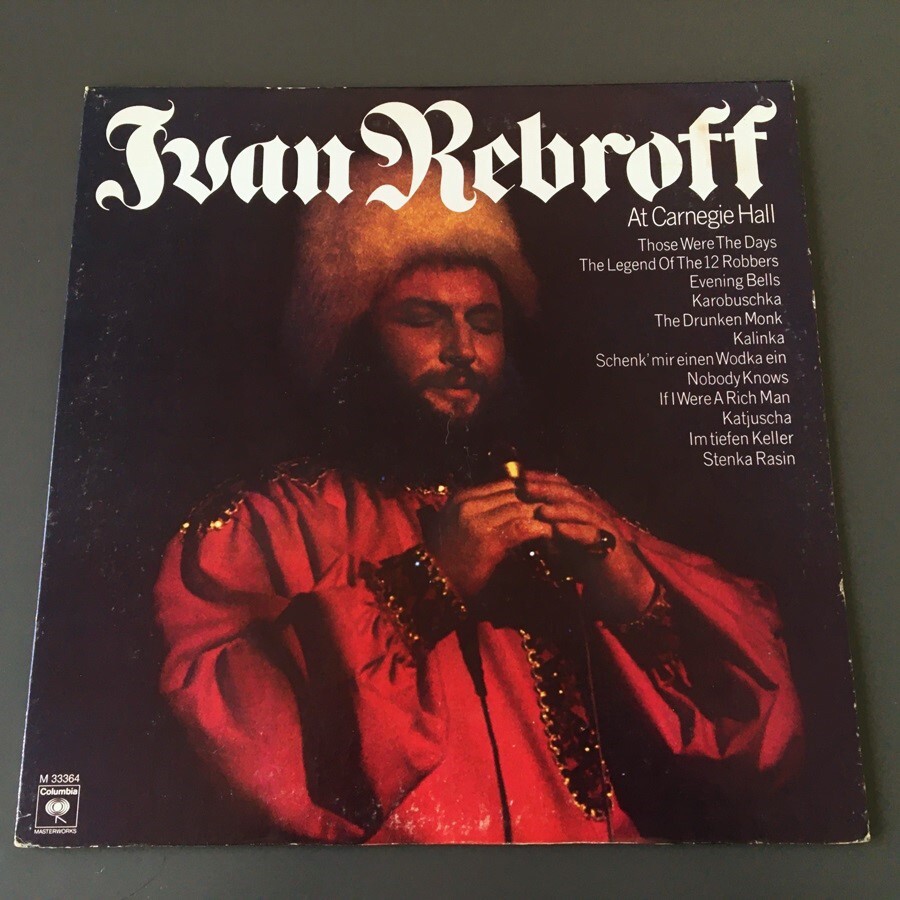 Ivan Rebroff
At Carnegie Hall
Those Were The Days
The Legend Of The 12 Robbers
Evening Bells
Karobuschka
The Drunken Monk
Kalinka
Schenk' mir einen Wodka ein
Nobody Knows
If I Were A Rich Man
Katjuscha
Im tiefen Keller
Stenka Rasin
M 33364
Columbia
MASTERWORKS